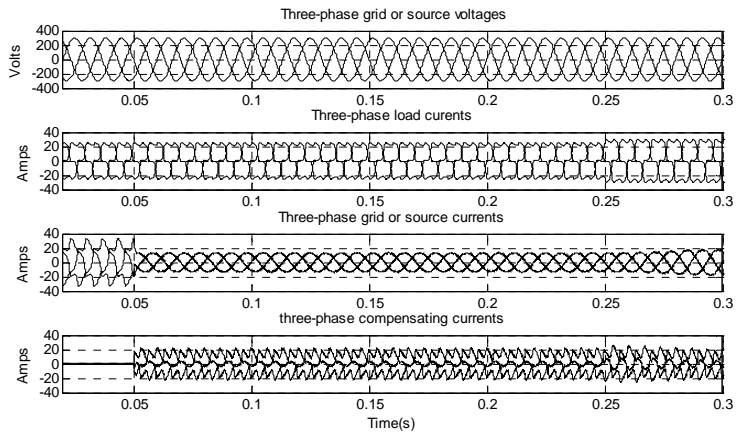 Three-phase grid or source voltages
Volts
400
200
0
-200
-400
0.05 0.1 0.15 0.2 0.25 0.3
Three-phase load curents
Amps
40
20
0
-20
-40
0.05 0.1 0.15 0.2 0.25 0.3
Three-phase grid or source currents
Amps
40
20
0
-20
-40
0.05 0.1 0.15 0.2 0.25 0.3
three-phase compensating currents
Amps
40
20
0
-20
-40
0.05 0.1 0.15 0.2 0.25 0.3
Time(s)